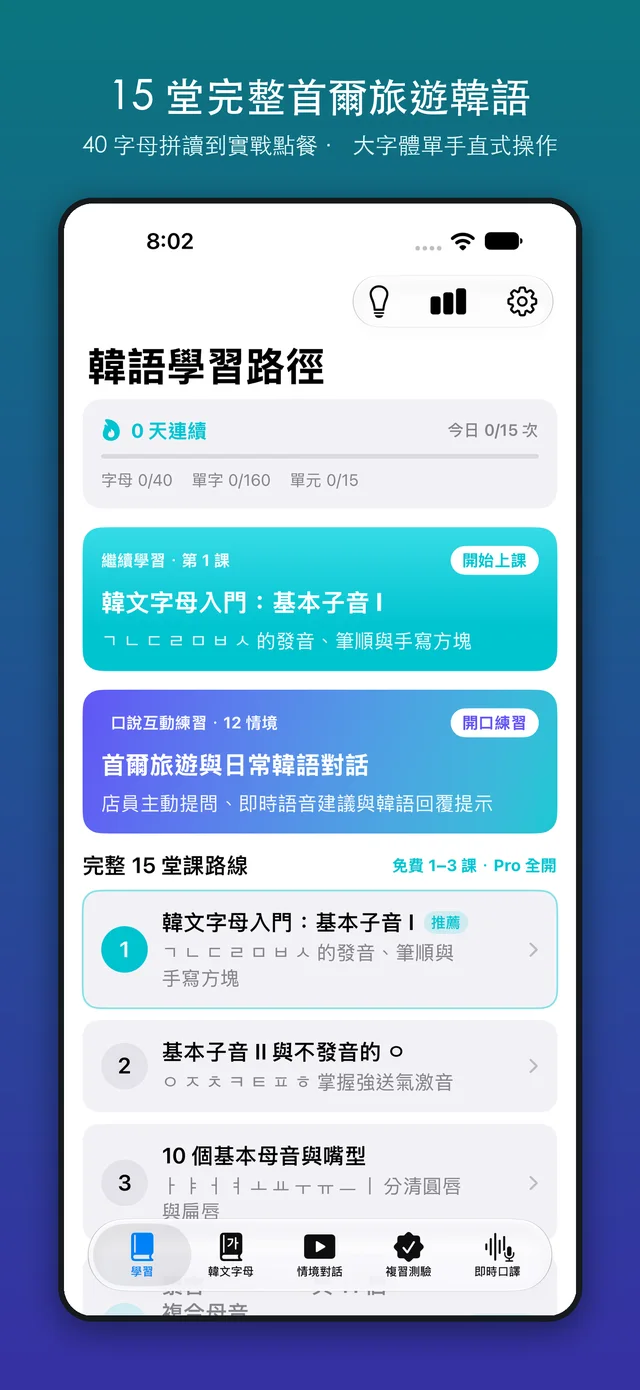 15 堂完整首爾旅遊韓語
40 字母拼讀到實戰點餐 · 大字體單手直式操作
8:02
韓語學習路徑
0 天連續
今日 0/15 次
字母 0/40 單字 0/160 單元 0/15
繼續學習 · 第 1 課
開始上課
韓文字母入門：基本子音 I
ㄱ ㄴ ㄷ ㄹ ㅁ ㅂ ㅅ 的發音、筆順與手寫方塊
口說互動練習 · 12 情境
開口練習
首爾旅遊與日常韓語對話
店員主動提問、即時語音建議與韓語回覆提示
完整 15 堂課路線
免費 1–3 課 · Pro 全開
1
韓文字母入門：基本子音 I
推薦
ㄱ ㄴ ㄷ ㄹ ㅁ ㅂ ㅅ 的發音、筆順與
手寫方塊
2
基本子音 II 與不發音的 ㅇ
ㅇ ㅈ ㅊ ㅋ ㅌ ㅍ ㅎ 掌握強送氣激音
3
10 個基本母音與嘴型
ㅏ ㅑ ㅓ ㅕ ㅗ ㅛ ㅜ ㅠ ㅡ ㅣ 分清圓唇
與扁唇
가
學習
韓文字母
情境對話
複習測驗
即時口譯
複合母音